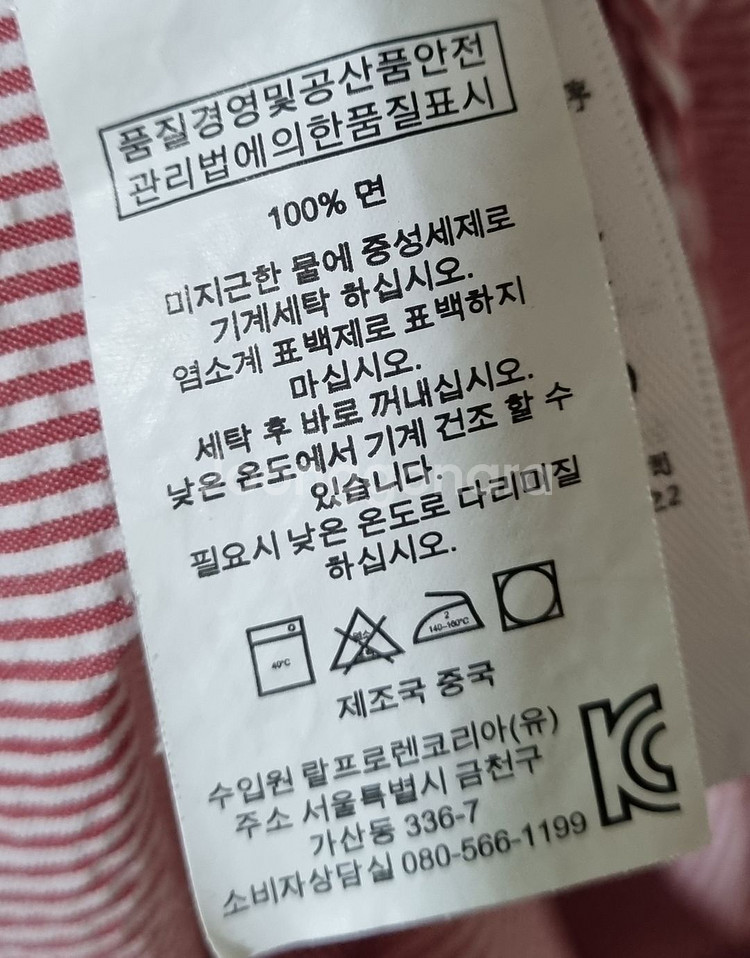 품질경영및공산품안전
관리법에의한품질표시
100% 면
미지근한 물에 중성세제로
기계세탁 하십시오.
염소계 표백제로 표백하지
마십시오.
세탁 후 바로 꺼내십시오.
낮은 온도에서 기계 건조 할 수
있습니다.
필요시 낮은 온도로 다리미질
하십시오.
40°C
염소
표백
2
140~160°C
제조국 중국
수입원 랄프로렌코리아(유)
주소 서울특별시 금천구
가산동 336-7
소비자상담실 080-566-1199